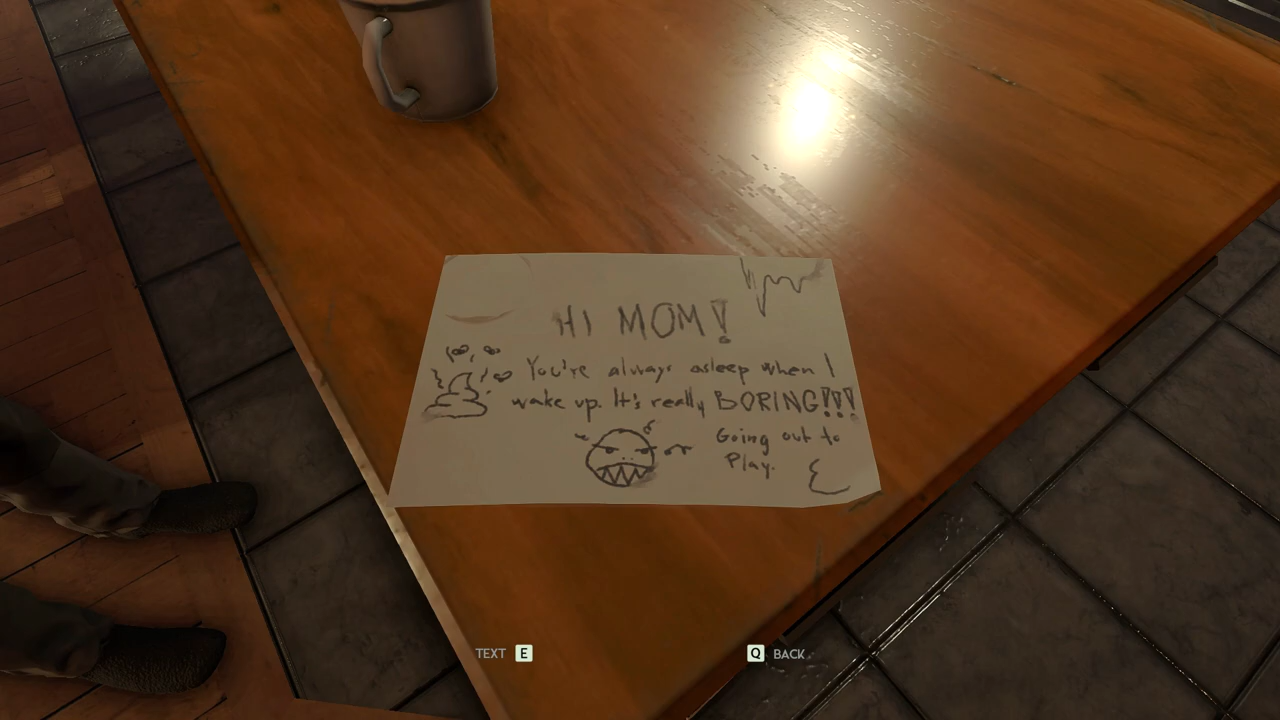 HI MOM!
You're always asleep when I
wake up. It's really BORING!!!
Going out to
Play.
TEXT E
Q BACK